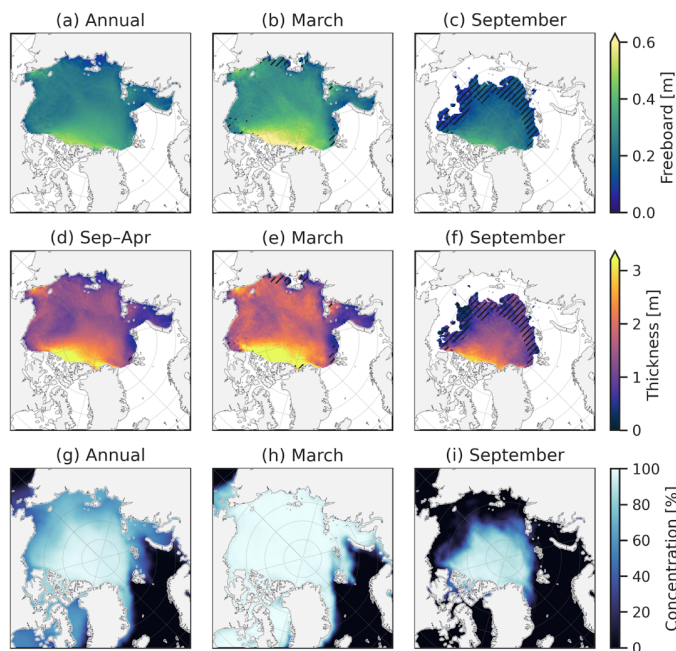 (a) Annual
(b) March
(c) September
0.6
0.4
0.2
0.0
Freeboard [m]
(d) Sep–Apr
(e) March
(f) September
3
2
1
0
Thickness [m]
(g) Annual
(h) March
(i) September
100
80
60
40
20
0
Concentration [%]